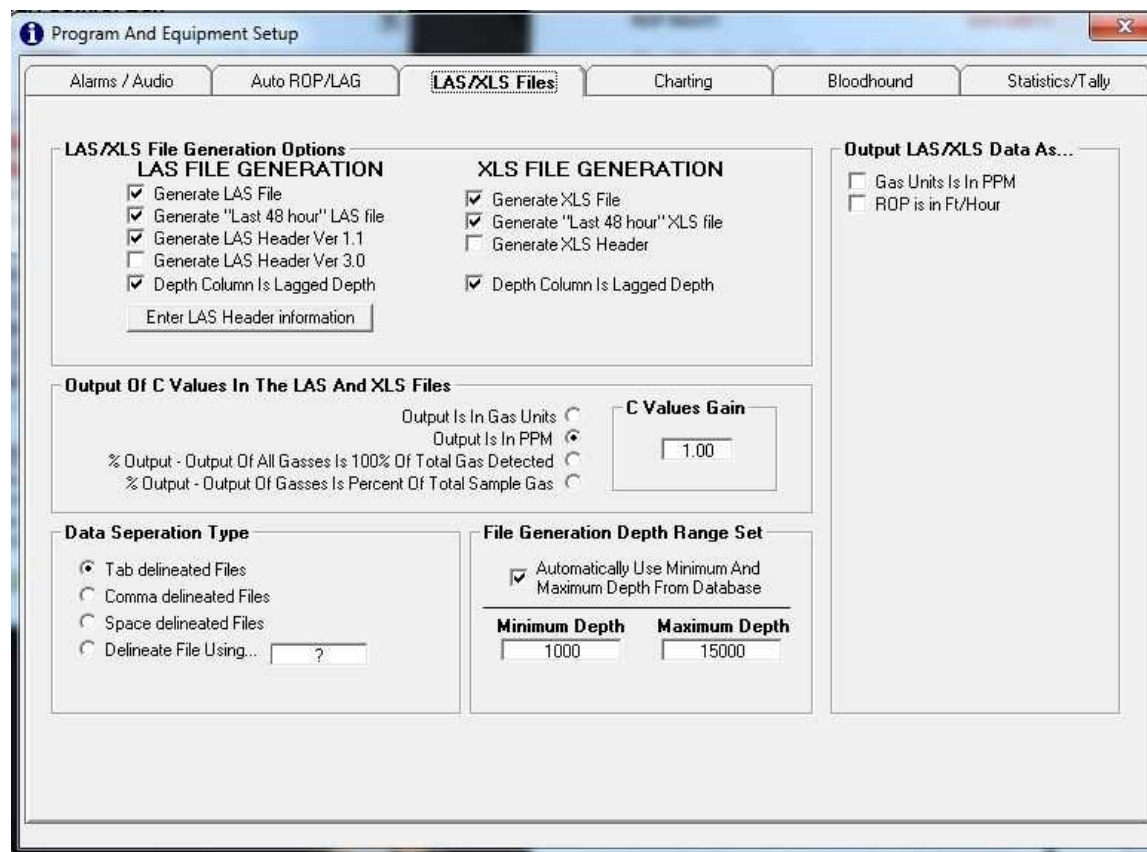 Program And Equipment Setup
X
Alarms / Audio
Auto ROP/LAG
LAS/XLS Files
Charting
Bloodhound
Statistics/Tally
LAS/XLS File Generation Options
LAS FILE GENERATION
Generate LAS File
Generate "Last 48 hour" LAS file
Generate LAS Header Ver 1.1
Generate LAS Header Ver 3.0
Depth Column Is Lagged Depth
Enter LAS Header information
XLS FILE GENERATION
Generate XLS File
Generate "Last 48 hour" XLS file
Generate XLS Header
Depth Column Is Lagged Depth
Output LAS/XLS Data As...
Gas Units Is In PPM
ROP is in Ft/Hour
Output Of C Values In The LAS And XLS Files
Output Is In Gas Units
Output Is In PPM
% Output - Output Of All Gasses Is 100% Of Total Gas Detected
% Output - Output Of Gasses Is Percent Of Total Sample Gas
C Values Gain
1.00
Data Seperation Type
Tab delineated Files
Comma delineated Files
Space delineated Files
Delineate File Using...
?
File Generation Depth Range Set
Automatically Use Minimum And
Maximum Depth From Database
Minimum Depth
Maximum Depth
1000
15000